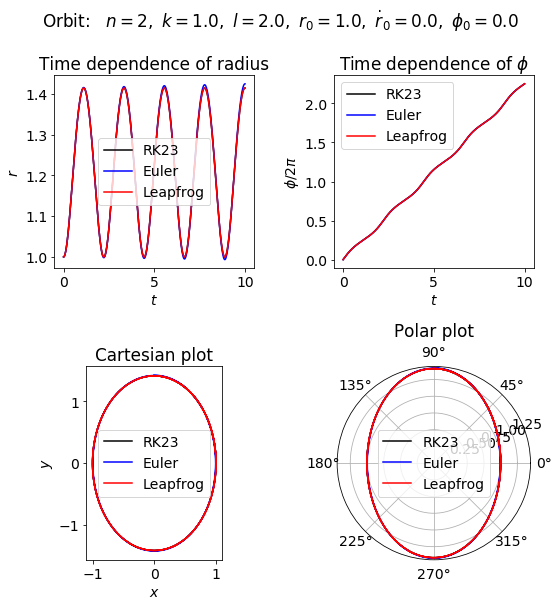 Orbit: n = 2, k = 1.0, l = 2.0, r₀ = 1.0, ṙ₀ = 0.0, ϕ₀ = 0.0
Time dependence of radius
1.4
1.3
1.2
1.1
1.0
r
RK23
Euler
Leapfrog
0
5
10
t
Time dependence of ϕ
2.0
1.5
1.0
0.5
0.0
ϕ/2π
RK23
Euler
Leapfrog
0
5
10
t
Cartesian plot
1
0
−1
y
RK23
Euler
Leapfrog
−1
0
1
x
Polar plot
90°
135°
45°
1.25
1.00
0.75
0.50
0.25
180°
0°
RK23
Euler
Leapfrog
225°
315°
270°